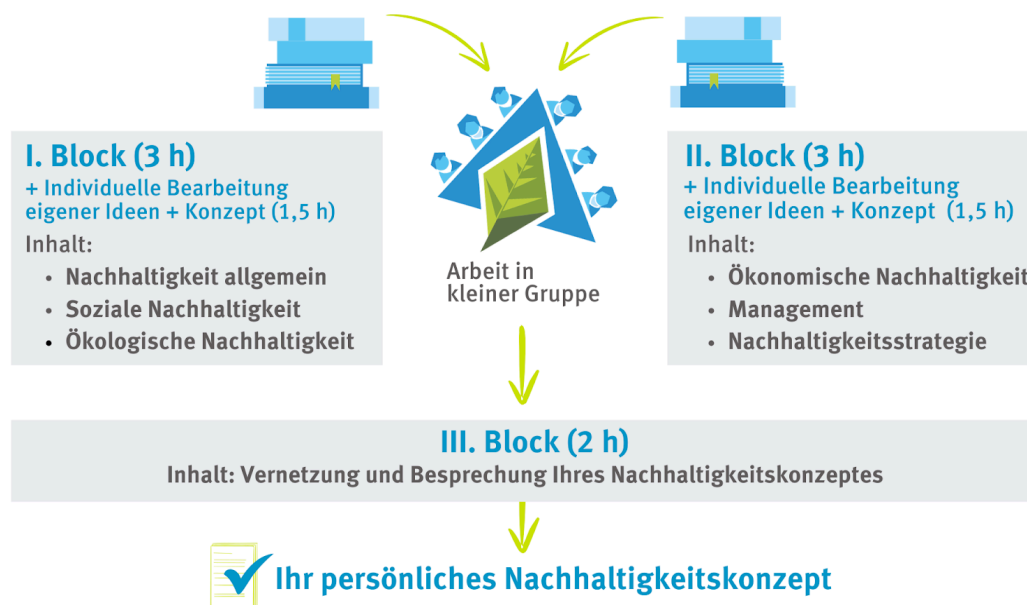 I. Block (3 h)
+ Individuelle Bearbeitung
eigener Ideen + Konzept (1,5 h)
Inhalt:
• Nachhaltigkeit allgemein
• Soziale Nachhaltigkeit
• Ökologische Nachhaltigkeit
Arbeit in
kleiner Gruppe
II. Block (3 h)
+ Individuelle Bearbeitung
eigener Ideen + Konzept (1,5 h)
Inhalt:
• Ökonomische Nachhaltigkeit
• Management
• Nachhaltigkeitsstrategie
III. Block (2 h)
Inhalt: Vernetzung und Besprechung Ihres Nachhaltigkeitskonzeptes
Ihr persönliches Nachhaltigkeitskonzept